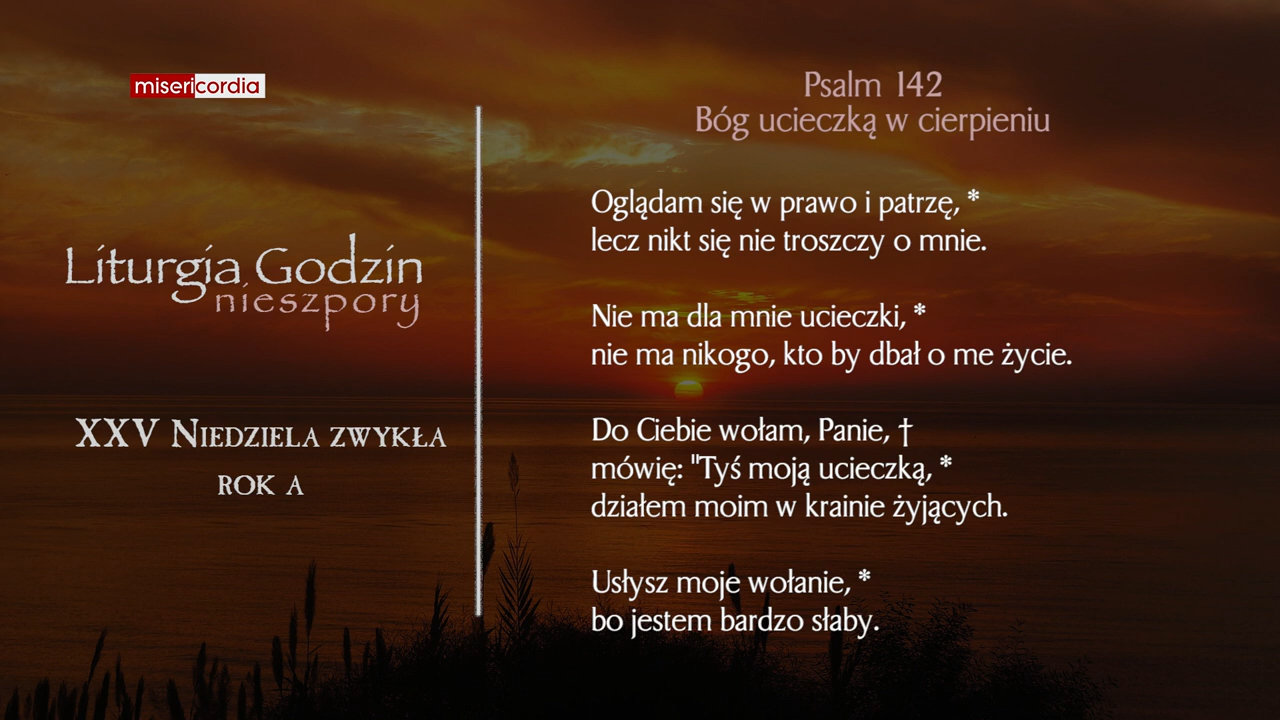 misericordia
Liturgia Godzin
nieszpory
XXV Niedziela zwykła
rok A
Psalm 142
Bóg ucieczką w cierpieniu
Oglądam się w prawo i patrzę, *
lecz nikt się nie troszczy o mnie.
Nie ma dla mnie ucieczki, *
nie ma nikogo, kto by dbał o me życie.
Do Ciebie wołam, Panie, †
mówię: "Tyś moją ucieczką, *
działem moim w krainie żyjących.
Usłysz moje wołanie, *
bo jestem bardzo słaby.